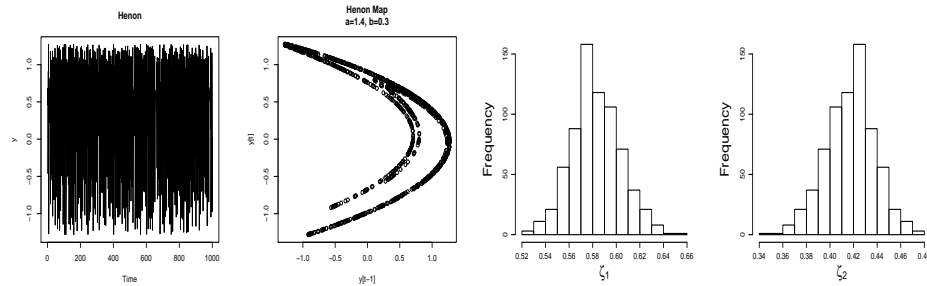 Henon
y
1.0
0.5
0.0
−0.5
−1.0
0 200 400 600 800 1000
Time
Henon Map
a=1.4, b=0.3
y[t]
1.0
0.5
0.0
−0.5
−1.0
−1.0 −0.5 0.0 0.5 1.0
y[t−1]
Frequency
150
100
50
0
0.52 0.54 0.56 0.58 0.60 0.62 0.64 0.66
ζ1
Frequency
150
100
50
0
0.34 0.36 0.38 0.40 0.42 0.44 0.46
ζ2